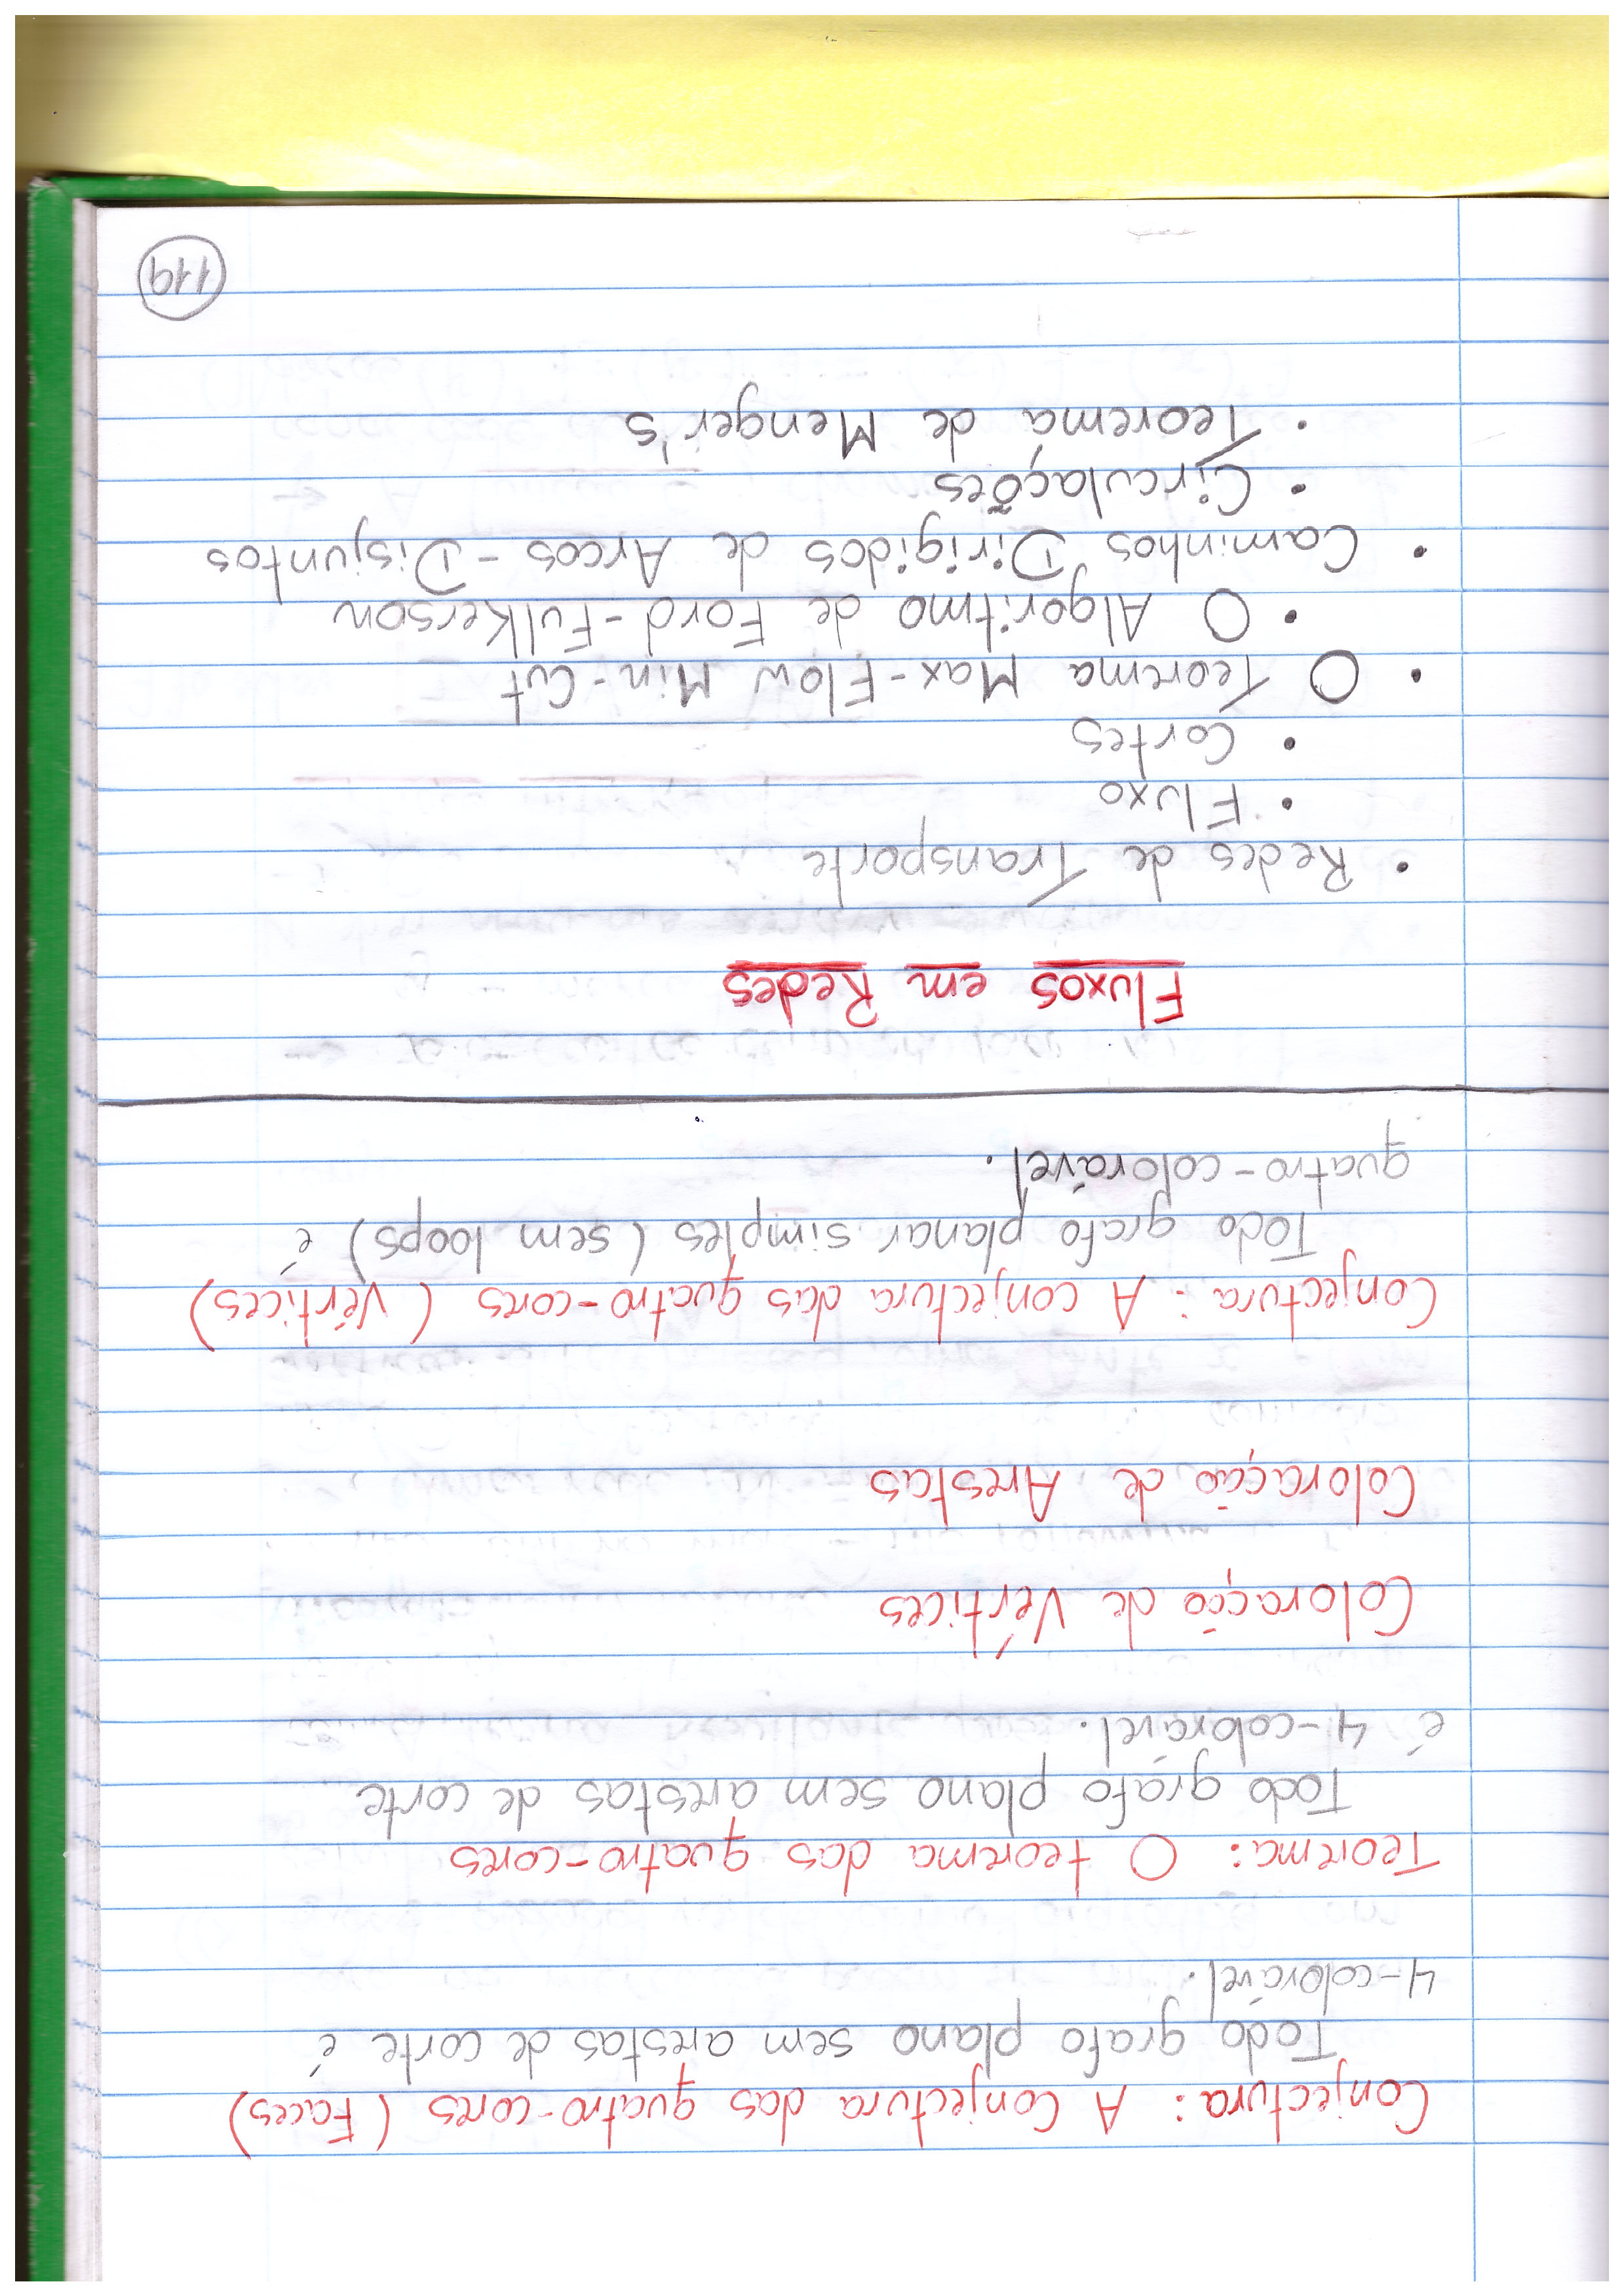 Conjectura: A Conjectura das quatro-cores (Faces)
Todo grafo plano sem arestas de corte é
4-colorável.
Teorema: O teorema das quatro-cores
Todo grafo plano sem arestas de corte
é 4-colorável.
Coloração de Vértices
Coloração de Arestas
Conjectura: A conjectura das quatro-cores (Vértices)
Todo grafo planar simples (sem loops) é
quatro-colorável.
Fluxos em Redes
• Redes de Transporte
• Fluxo
• Cortes
• O Teorema Max-Flow Min-Cut
• O Algoritmo de Ford-Fulkerson
• Caminhos Dirigidos de Arcos-Disjuntos
• Circulações
• Teorema de Menger's
119